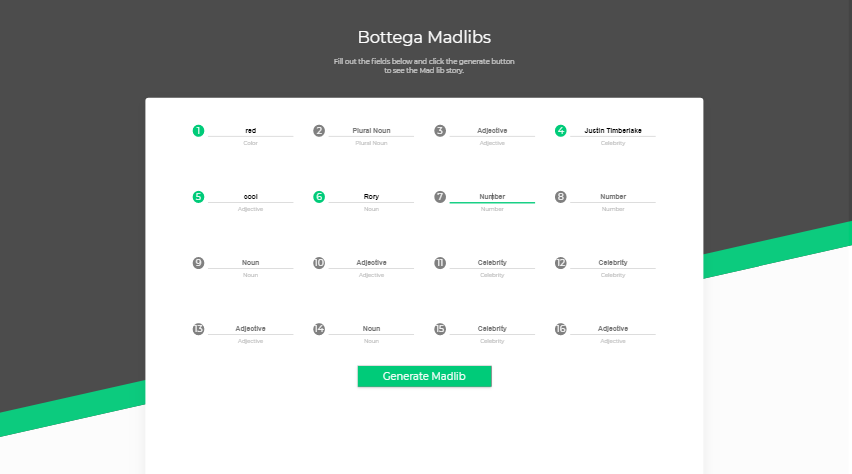 Bottega Madlibs
Fill out the fields below and click the generate button
to see the Mad lib story.
1 red 2 Plural Noun 3 Adjective 4 Justin Timberlake
Color Plural Noun Adjective Celebrity
5 cool 6 Rory 7 Number 8 Number
Adjective Noun Number Number
9 Noun 10 Adjective 11 Celebrity 12 Celebrity
Noun Adjective Celebrity Celebrity
13 Adjective 14 Noun 15 Celebrity 16 Adjective
Adjective Noun Celebrity Adjective
Generate Madlib